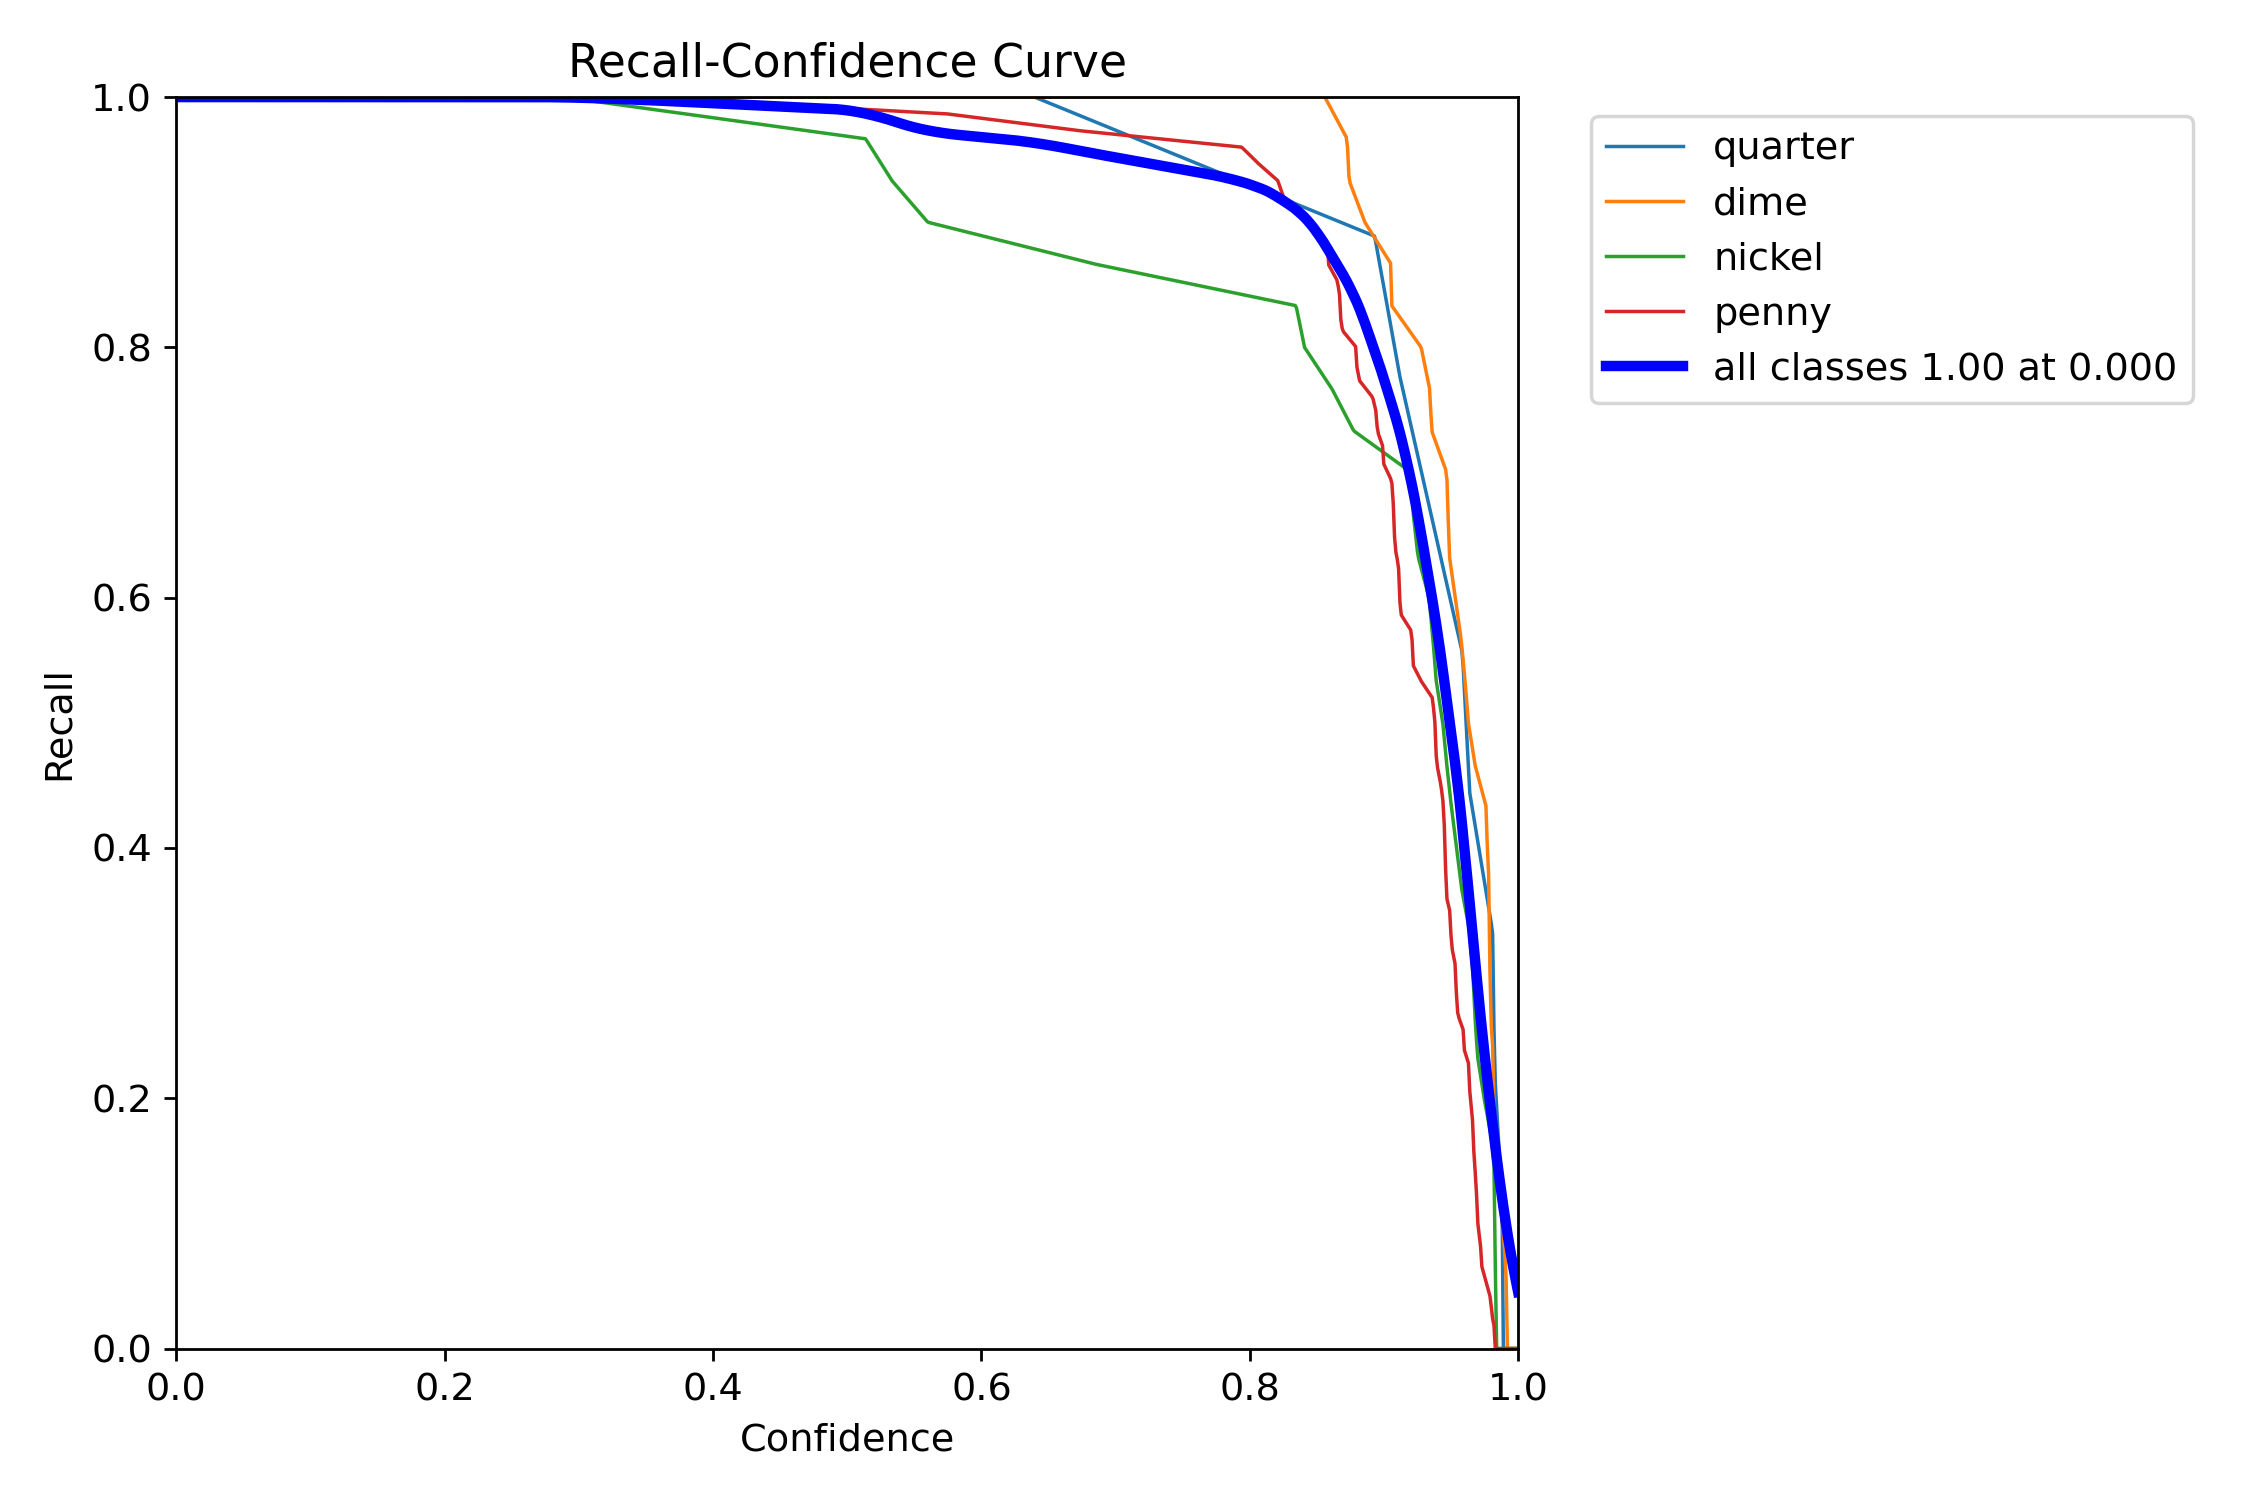 Recall-Confidence Curve
1.0
0.8
0.6
0.4
0.2
0.0
Recall
0.0 0.2 0.4 0.6 0.8 1.0
Confidence
quarter
dime
nickel
penny
all classes 1.00 at 0.000